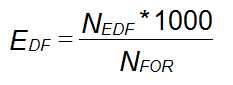 E_DF = N_EDF * 1000 / N_FOR